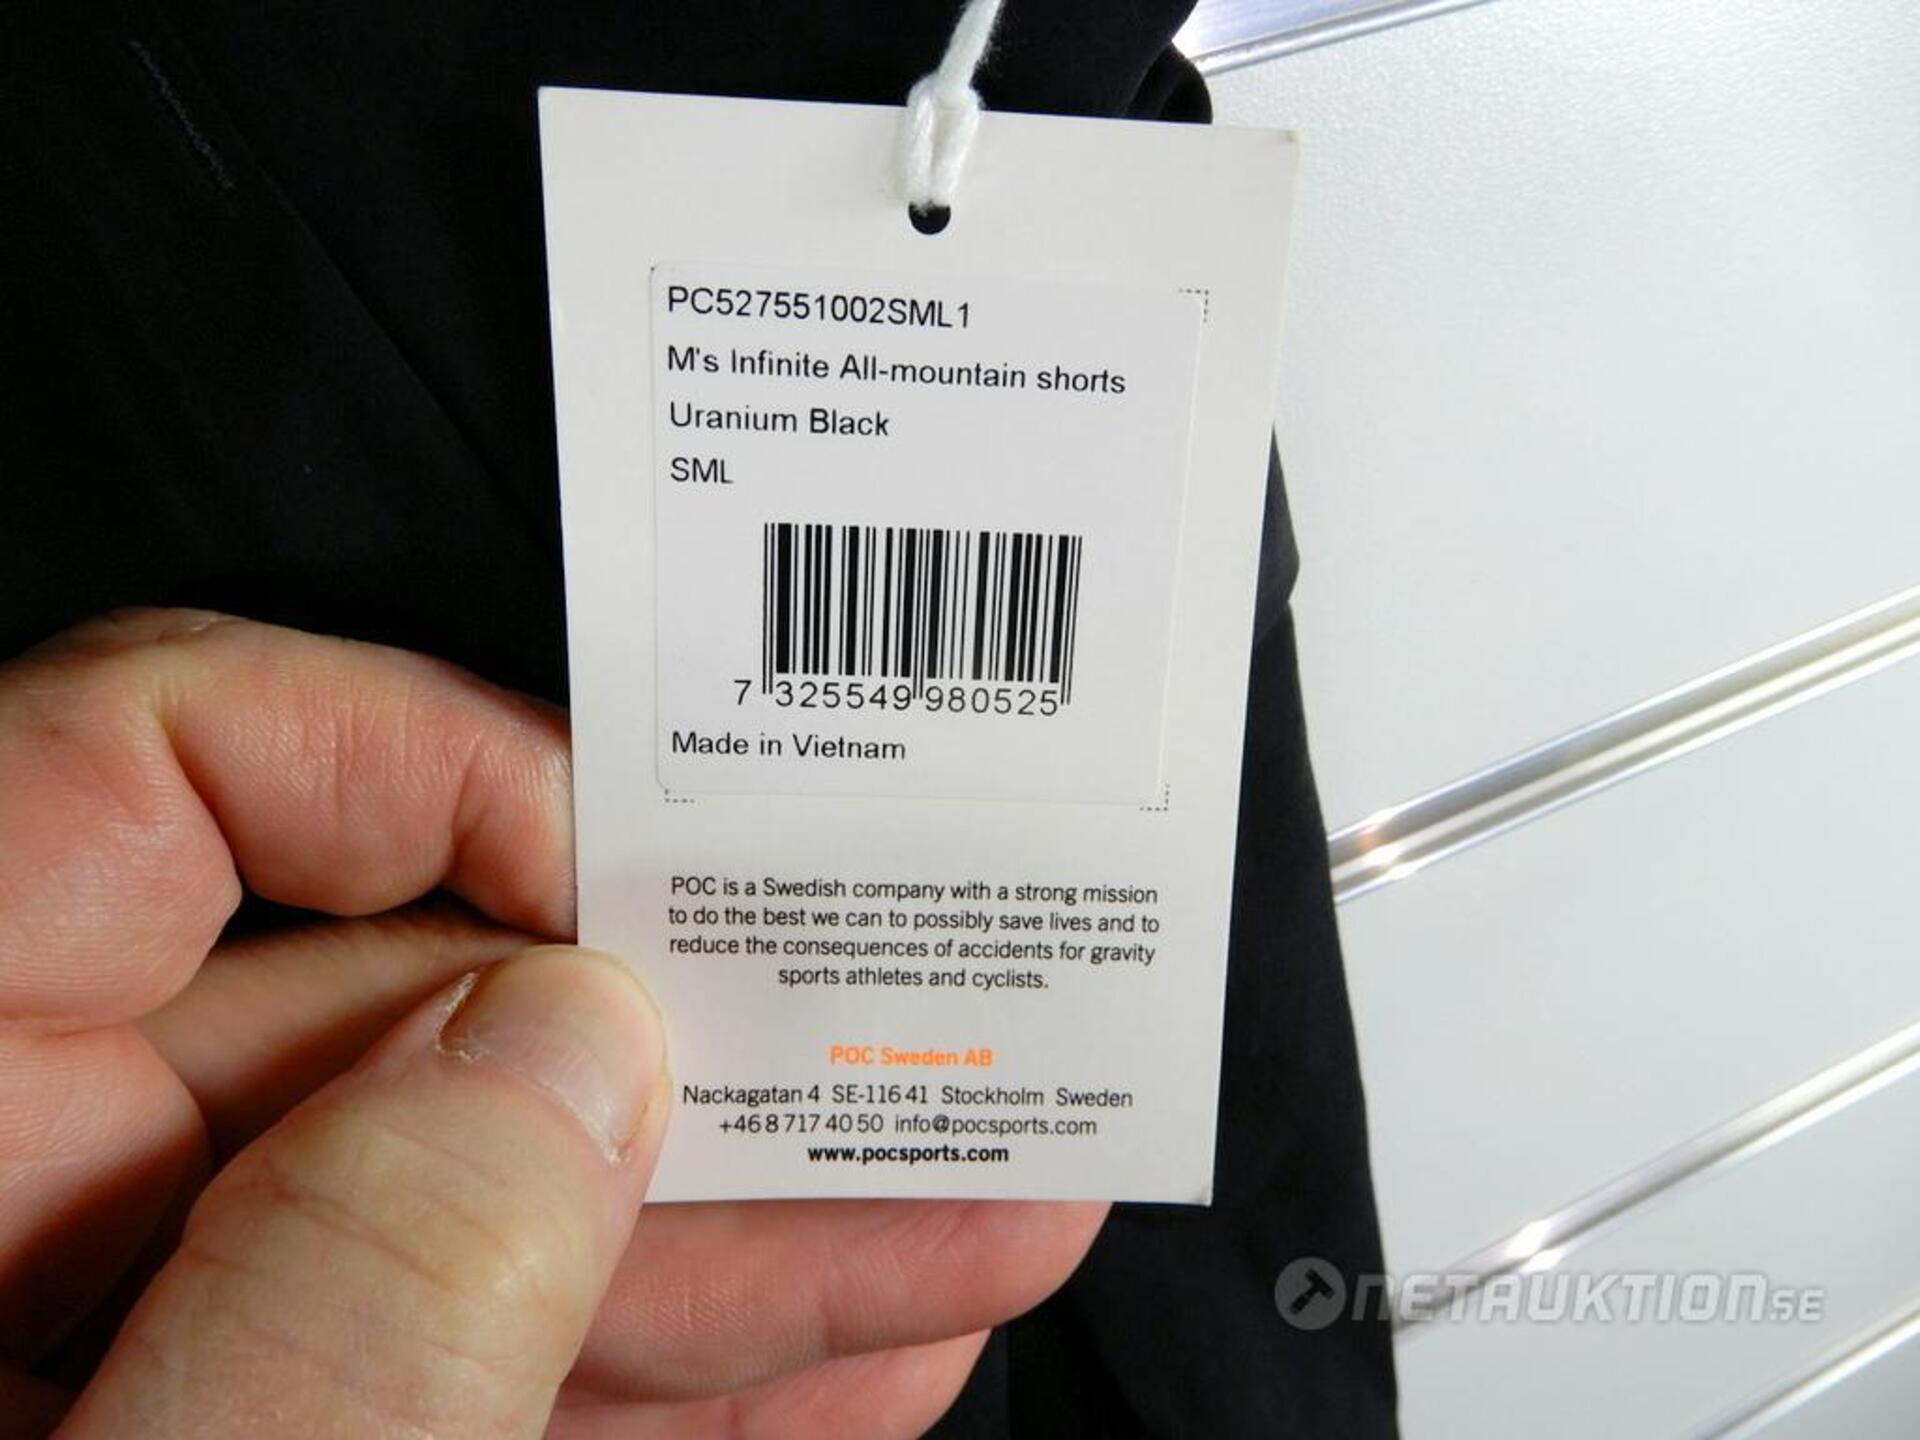 PC527551002SML1
M's Infinite All-mountain shorts
Uranium Black
SML
7 325549 980525
Made in Vietnam
POC is a Swedish company with a strong mission
to do the best we can to possibly save lives and to
reduce the consequences of accidents for gravity
sports athletes and cyclists.
POC Sweden AB
Nackagatan 4 SE-116 41 Stockholm Sweden
+46 8 717 40 50 info@pocsports.com
www.pocsports.com
NETAUKTION.SE